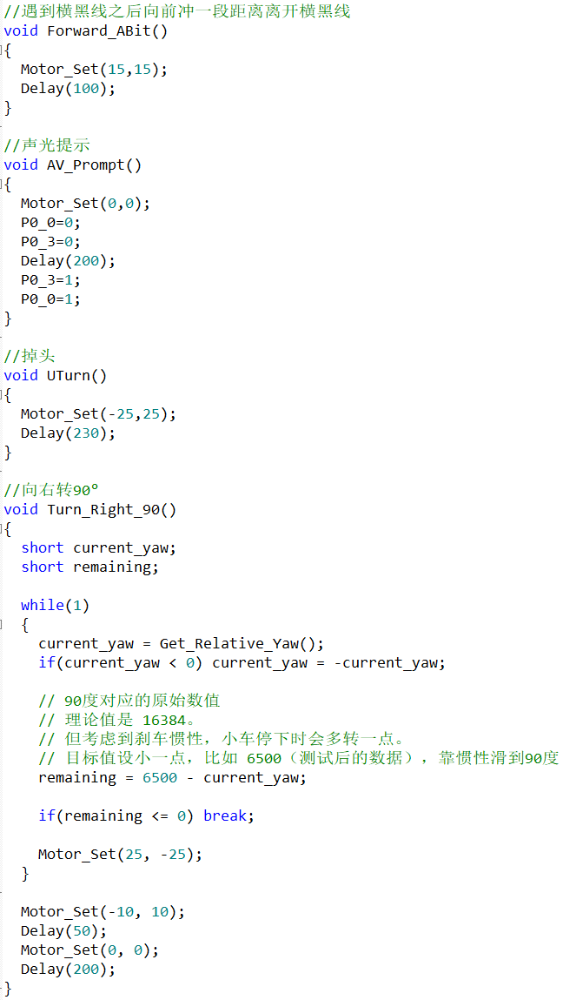 //遇到横黑线之后向前冲一段距离离开横黑线
void Forward_ABit()
{
  Motor_Set(15,15);
  Delay(100);
}
//声光提示
void AV_Prompt()
{
  Motor_Set(0,0);
  P0_0=0;
  P0_3=0;
  Delay(200);
  P0_3=1;
  P0_0=1;
}
//掉头
void UTurn()
{
  Motor_Set(-25,25);
  Delay(230);
}
//向右转90°
void Turn_Right_90()
{
  short current_yaw;
  short remaining;
  while(1)
  {
    current_yaw = Get_Relative_Yaw();
    if(current_yaw < 0) current_yaw = -current_yaw;
    // 90度对应的原始数值
    // 理论值是 16384。
    // 但考虑到刹车惯性，小车停下时会多转一点。
    // 目标值设小一点，比如 6500（测试后的数据），靠惯性滑到90度
    remaining = 6500 - current_yaw;
    if(remaining <= 0) break;
    Motor_Set(25, -25);
  }
  Motor_Set(-10, 10);
  Delay(50);
  Motor_Set(0, 0);
  Delay(200);
}